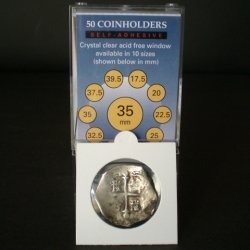 50 COINHOLDERS
SELF-ADHESIVE
Crystal clear acid free window
available in 10 sizes
(shown below in mm)
39.5
17.5
37.5
20
35
35
mm
22.5
32.5
25